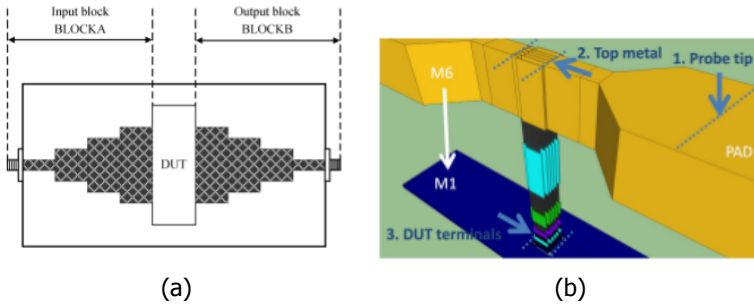 Input block
BLOCKA
Output block
BLOCKB
DUT
(a)
2. Top metal
1. Probe tip
M6
PAD
M1
3. DUT terminals
(b)